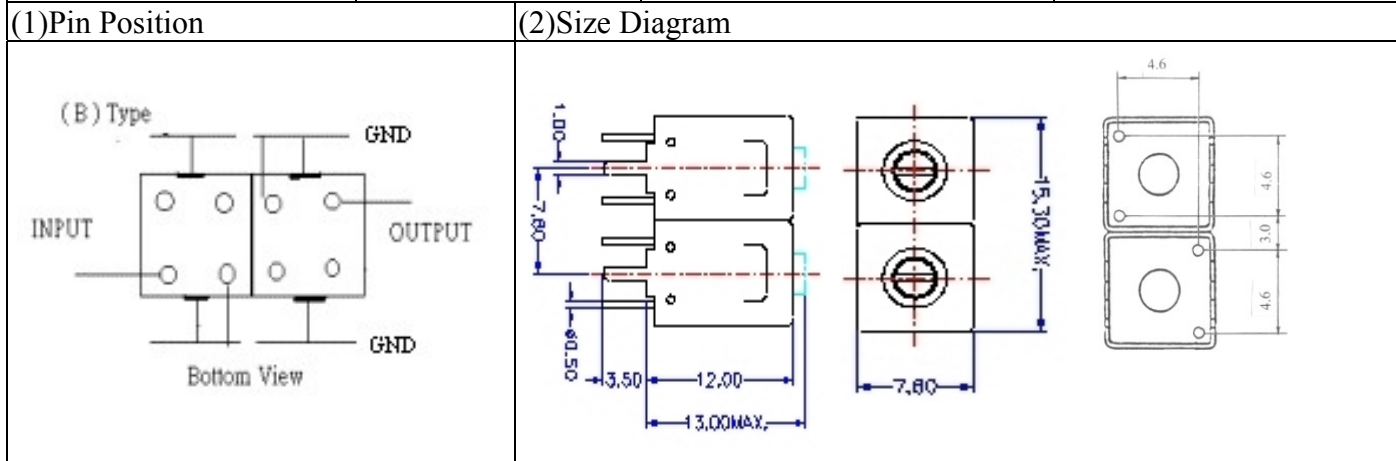 (1)Pin Position
(2)Size Diagram
(B) Type
GND
INPUT
OUTPUT
GND
Bottom View
1.00
7.80
ø0.50
3.50
12.00
13.00MAX.
15.30MAX.
7.80
4.6
4.6
3.0
4.6